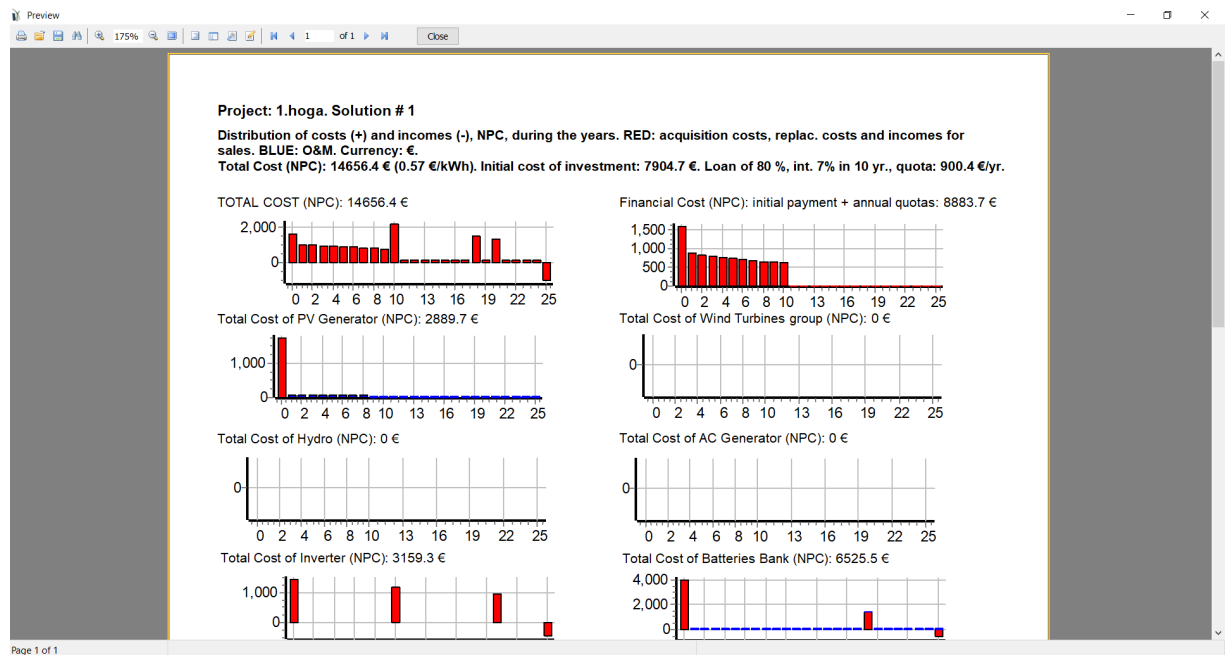 Preview
175%
1
of 1
Close
Project: 1.hoga. Solution # 1
Distribution of costs (+) and incomes (-), NPC, during the years. RED: acquisition costs, replac. costs and incomes for
sales. BLUE: O&M. Currency: €.
Total Cost (NPC): 14656.4 € (0.57 €/kWh). Initial cost of investment: 7904.7 €. Loan of 80 %, int. 7% in 10 yr., quota: 900.4 €/yr.
TOTAL COST (NPC): 14656.4 €
2,000
0
0 2 4 6 8 10 13 16 19 22 25
Financial Cost (NPC): initial payment + annual quotas: 8883.7 €
1,500
1,000
500
0
0 2 4 6 8 10 13 16 19 22 25
Total Cost of PV Generator (NPC): 2889.7 €
1,000
0
0 2 4 6 8 10 13 16 19 22 25
Total Cost of Wind Turbines group (NPC): 0 €
0
0 2 4 6 8 10 13 16 19 22 25
Total Cost of Hydro (NPC): 0 €
0
0 2 4 6 8 10 13 16 19 22 25
Total Cost of AC Generator (NPC): 0 €
0
0 2 4 6 8 10 13 16 19 22 25
Total Cost of Inverter (NPC): 3159.3 €
1,000
0
Total Cost of Batteries Bank (NPC): 6525.5 €
4,000
2,000
0
Page 1 of 1